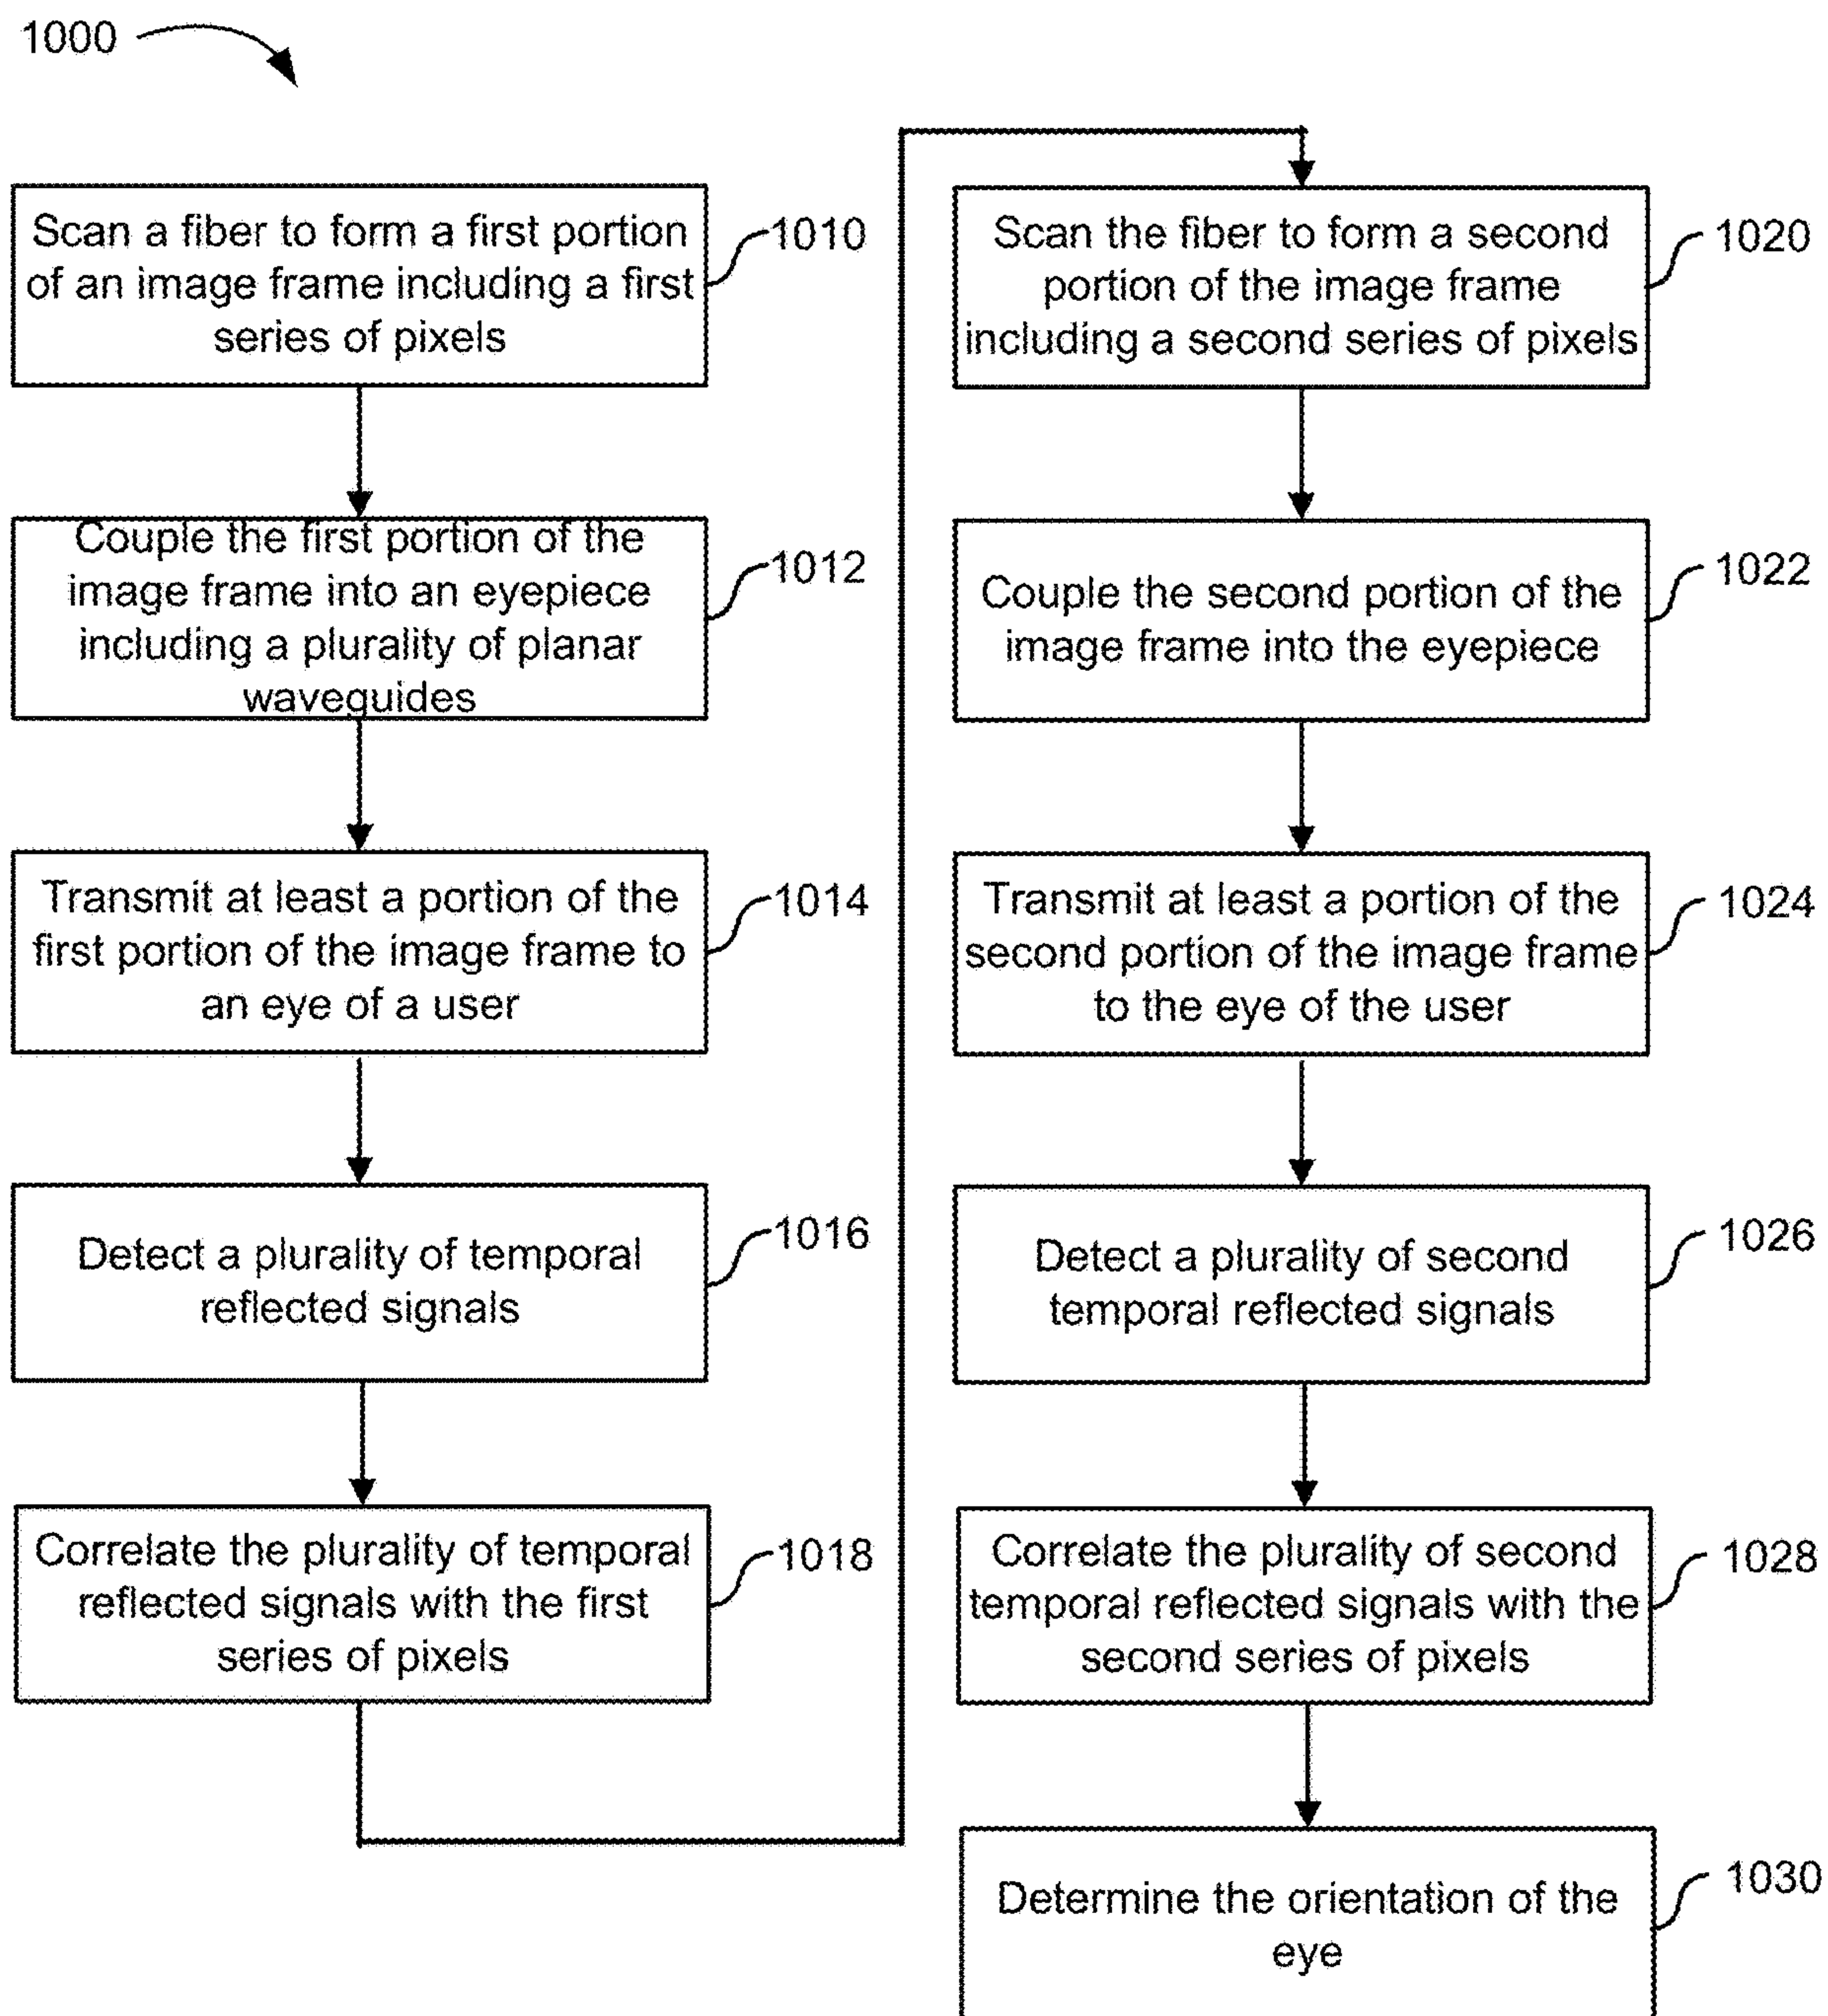 1000
Scan a fiber to form a first portion
of an image frame including a first
series of pixels
1010
Couple the first portion of the
image frame into an eyepiece
including a plurality of planar
waveguides
1012
Transmit at least a portion of the
first portion of the image frame to
an eye of a user
1014
Detect a plurality of temporal
reflected signals
1016
Correlate the plurality of temporal
reflected signals with the first
series of pixels
1018
Scan the fiber to form a second
portion of the image frame
including a second series of pixels
1020
Couple the second portion of the
image frame into the eyepiece
1022
Transmit at least a portion of the
second portion of the image frame
to the eye of the user
1024
Detect a plurality of second
temporal reflected signals
1026
Correlate the plurality of second
temporal reflected signals with the
second series of pixels
1028
Determine the orientation of the
eye
1030